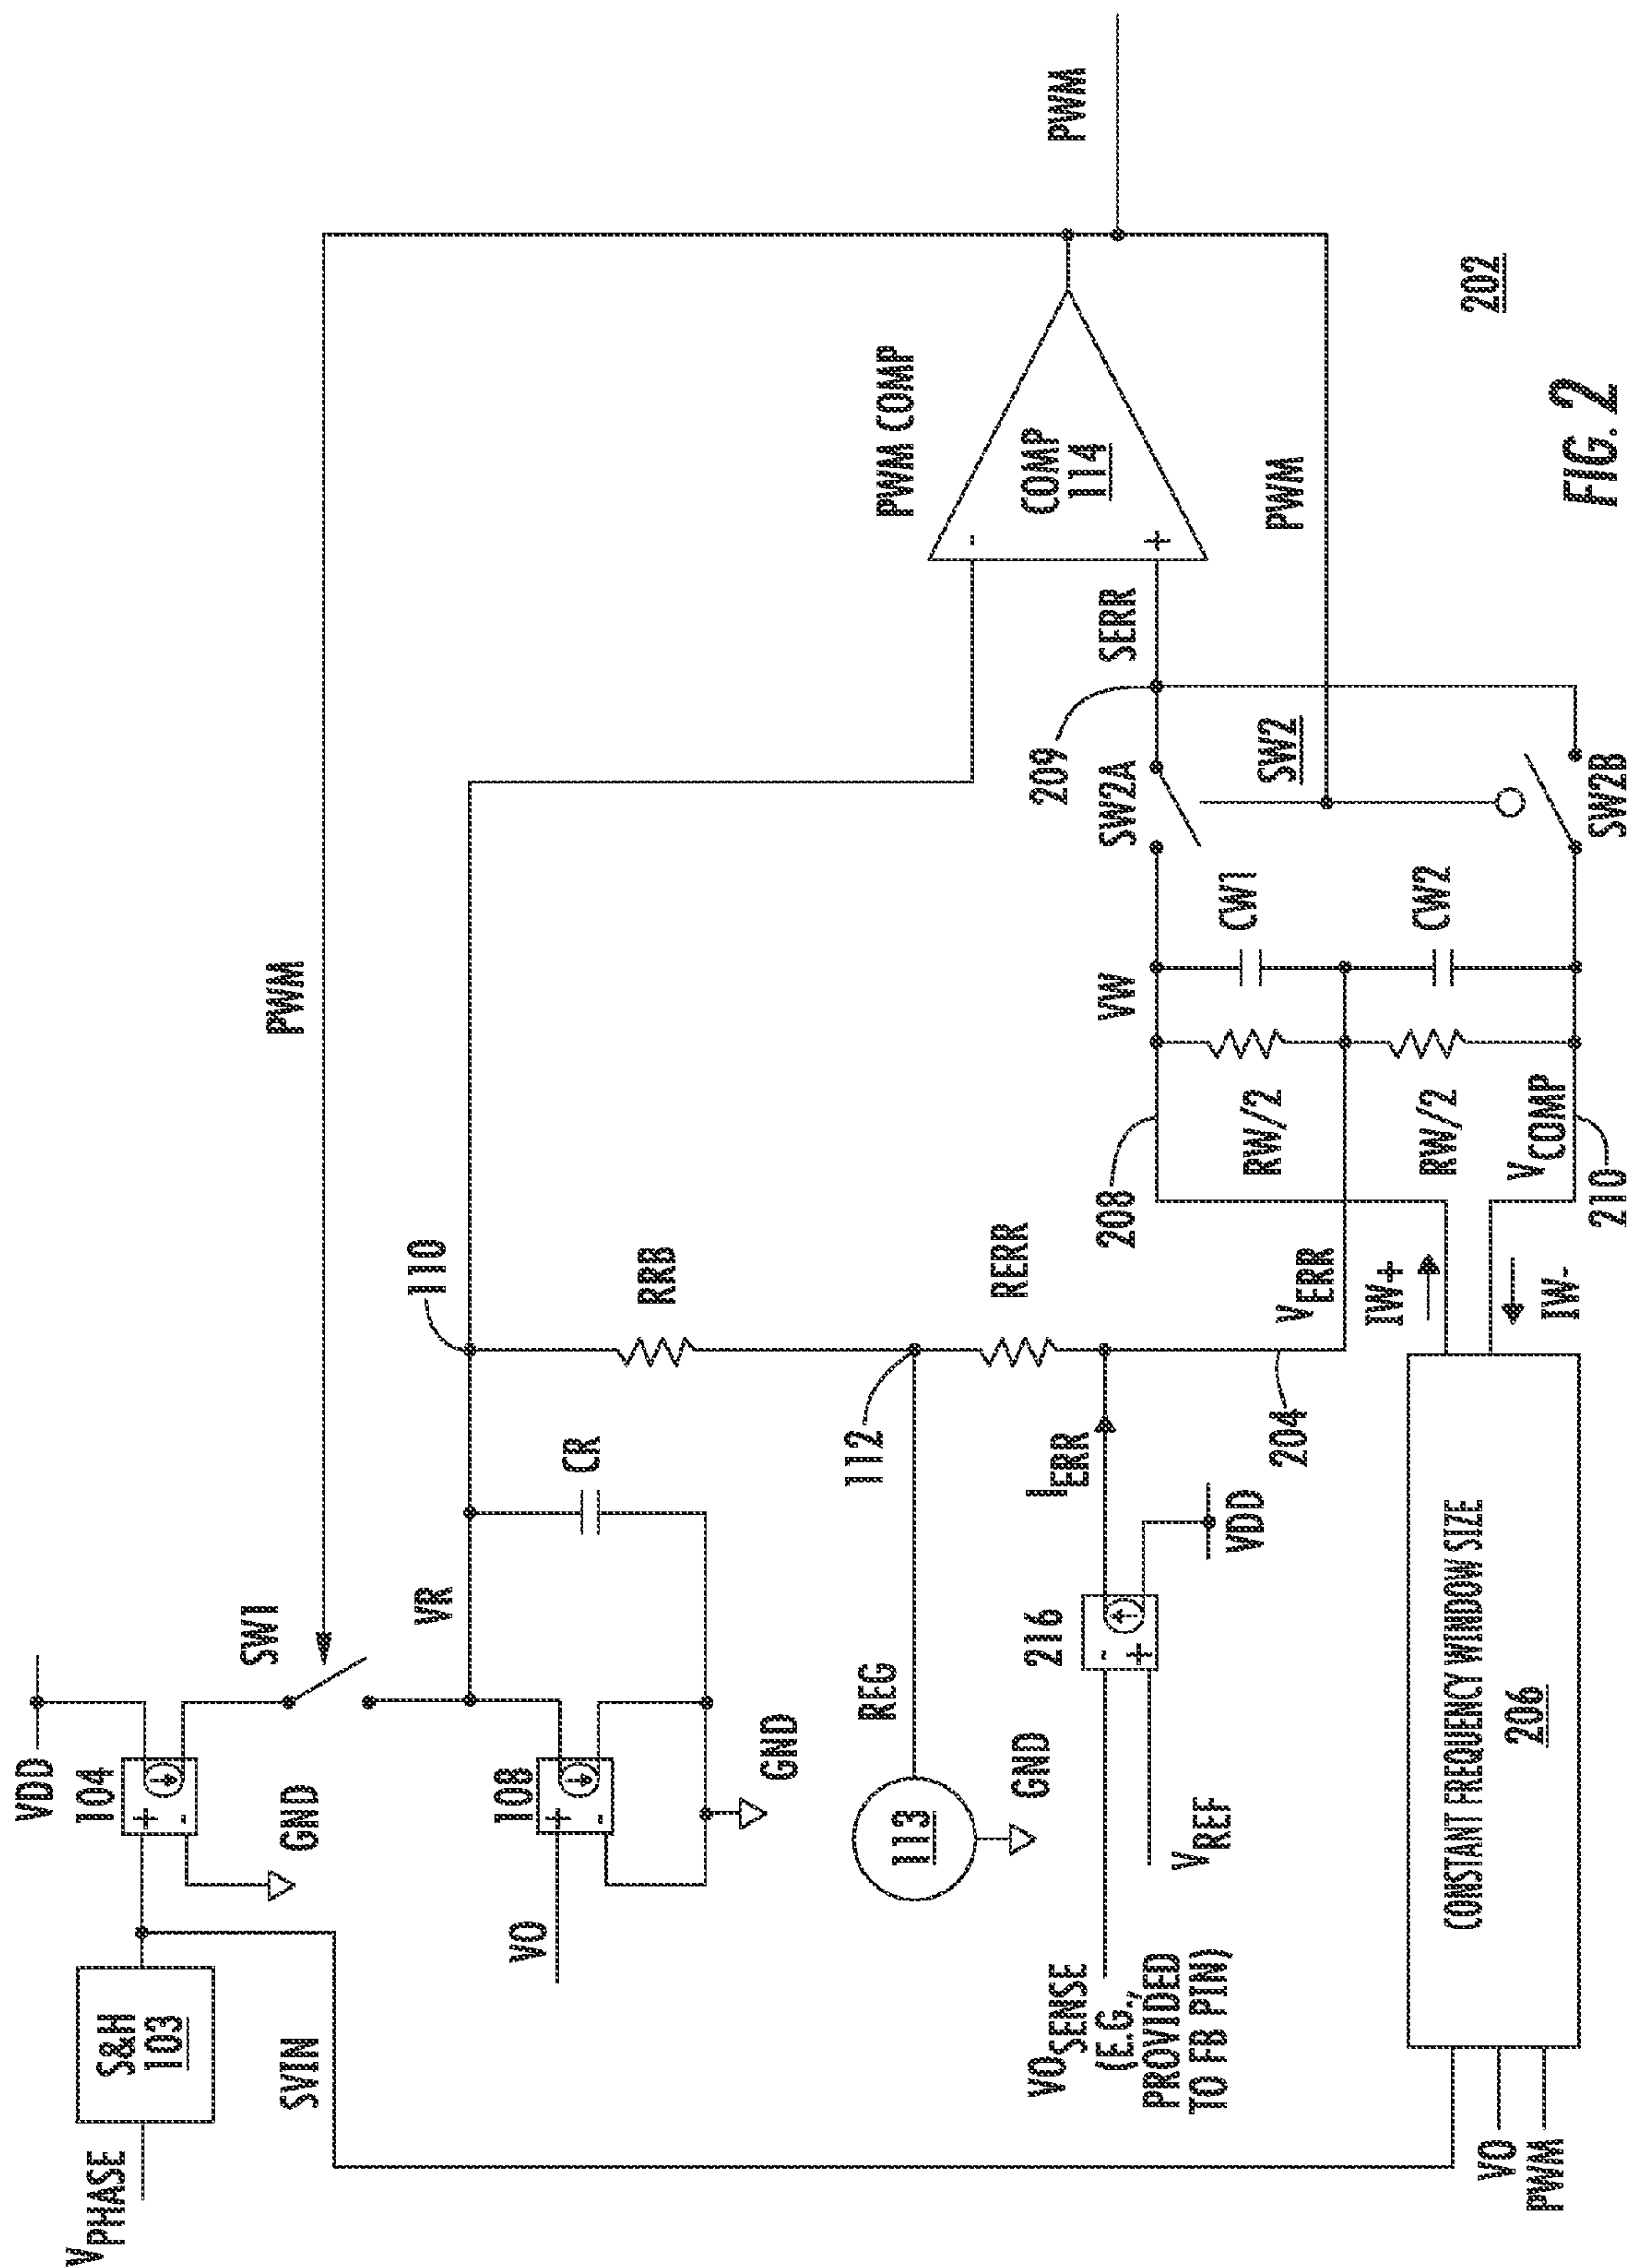 VPHASE
S&H
103
SVIN
VDD
104
+
-
GND
SW1
PWM
VO
108
+
-
GND
VR
CR
110
RRB
113
GND
REG
112
RERR
VOSENSE
(E.G.,
PROVIDED
TO FB PIN)
VREF
216
-
+
VDD
IERR
204
VERR
CONSTANT FREQUENCY WINDOW SIZE
206
VO
PWM
IW+
IW-
208
210
VCOMP
RW/2
RW/2
VW
CW1
CW2
SW2A
SW2
SW2B
209
SERR
PWM
PWM COMP
COMP
114
-
+
PWM
202
FIG. 2